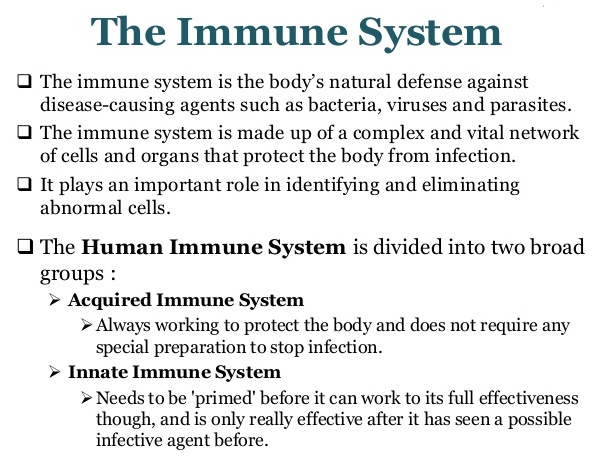 The Immune System
❑ The immune system is the body’s natural defense against
disease-causing agents such as bacteria, viruses and parasites.
❑ The immune system is made up of a complex and vital network
of cells and organs that protect the body from infection.
❑ It plays an important role in identifying and eliminating
abnormal cells.
❑ The Human Immune System is divided into two broad
groups :
➢ Acquired Immune System
➢ Always working to protect the body and does not require any
special preparation to stop infection.
➢ Innate Immune System
➢ Needs to be 'primed' before it can work to its full effectiveness
though, and is only really effective after it has seen a possible
infective agent before.